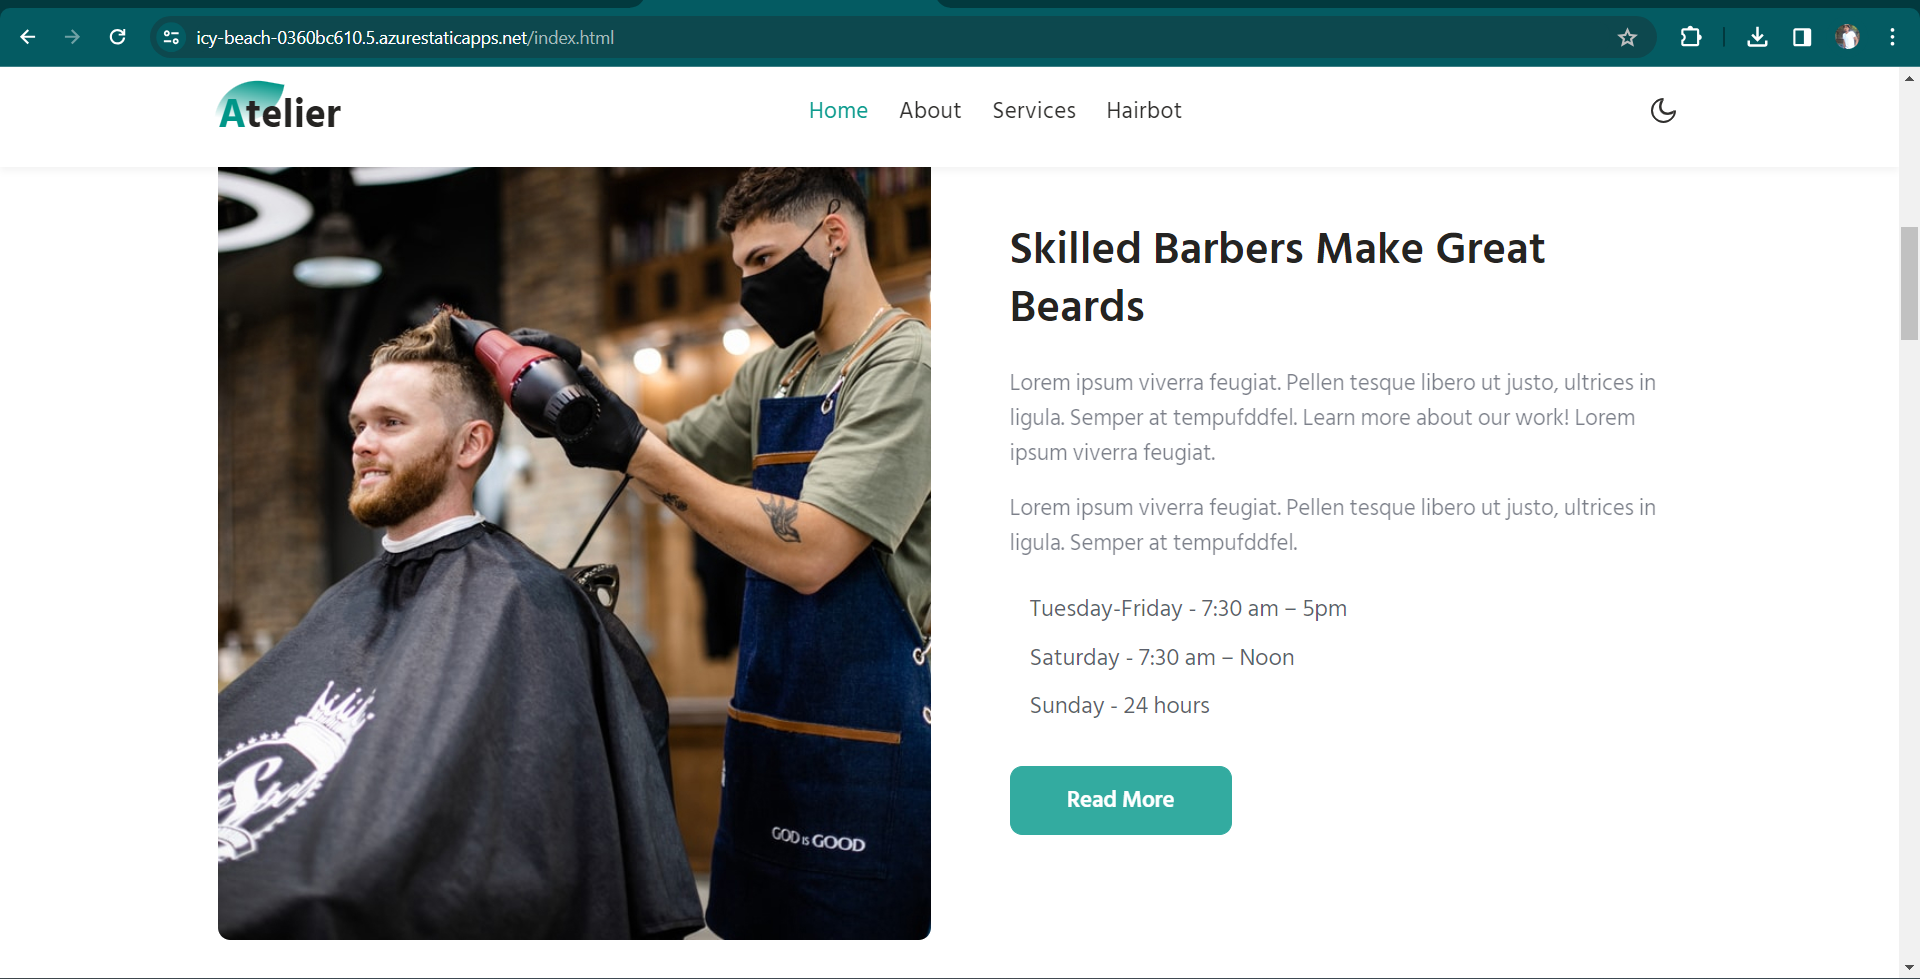 icy-beach-0360bc610.5.azurestaticapps.net/index.html
Atelier
Home About Services Hairbot
Skilled Barbers Make Great
Beards
Lorem ipsum viverra feugiat. Pellen tesque libero ut justo, ultrices in
ligula. Semper at tempufddfel. Learn more about our work! Lorem
ipsum viverra feugiat.
Lorem ipsum viverra feugiat. Pellen tesque libero ut justo, ultrices in
ligula. Semper at tempufddfel.
Tuesday-Friday - 7:30 am – 5pm
Saturday - 7:30 am – Noon
Sunday - 24 hours
Read More
GOD is GOOD